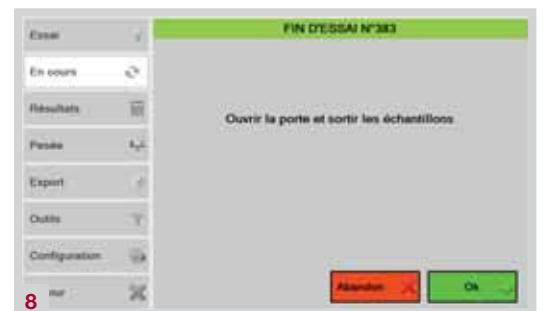 FIN D'ESSAI N°383
Essai
En cours
Résultats
Ouvrir la porte et sortir les échantillons
Pesée
Export
Outils
Configuration
Abandon
Ok
8